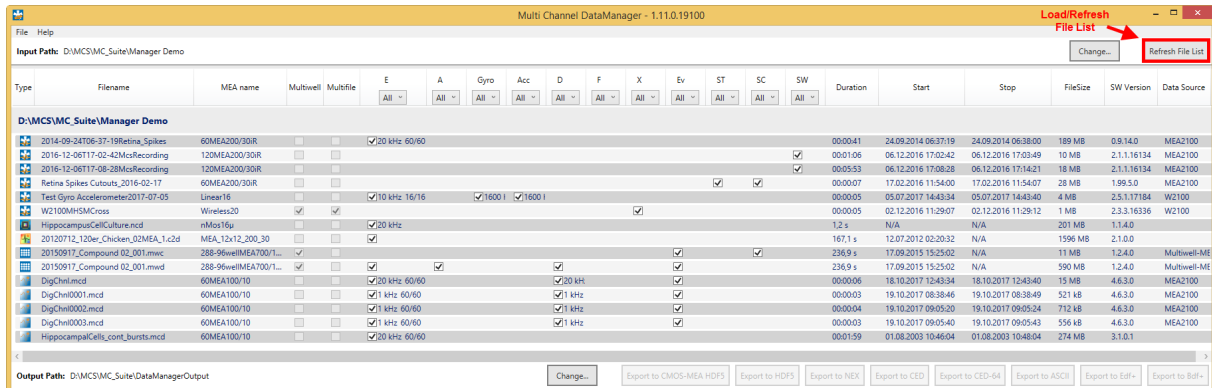 Multi Channel DataManager - 1.11.0.19100
Load/Refresh
File List
File Help
Input Path: D:\MCS\MC_Suite\Manager Demo Change... Refresh File List
Type Filename MEA name Multiwell Multifile E A Gyro Acc D F X Ev ST SC SW Duration Start Stop FileSize SW Version Data Source
All All All All All All All All All All All
D:\MCS\MC_Suite\Manager Demo
2014-09-24T06-37-19Retina_Spikes 60MEA200/30iR 20 kHz 60/60 00:00:41 24.09.2014 06:37:19 24.09.2014 06:38:00 189 MB 0.9.14.0 MEA2100
2016-12-06T17-02-42McsRecording 120MEA200/30iR 00:01:06 06.12.2016 17:02:42 06.12.2016 17:03:49 10 MB 2.1.1.16134 MEA2100
2016-12-06T17-08-28McsRecording 120MEA200/30iR 00:05:53 06.12.2016 17:08:28 06.12.2016 17:14:21 18 MB 2.1.1.16134 MEA2100
Retina Spikes Cutouts_2016-02-17 60MEA200/30iR 00:00:07 17.02.2016 11:54:00 17.02.2016 11:54:07 28 MB 1.99.5.0 MEA2100
Test Gyro Accelerometer2017-07-05 Linear16 10 kHz 16/16 1600 1600 00:00:05 05.07.2017 14:43:34 05.07.2017 14:43:40 4 MB 2.5.1.17184 W2100
W2100MHSMCross Wireless20 00:00:05 02.12.2016 11:29:07 02.12.2016 11:29:12 1 MB 2.3.3.16336 W2100
HippocampusCellCulture.ncd nMos16µ 20 kHz 1,2 s N/A N/A 201 MB 1.1.4.0
20120712_120er_Chicken_02MEA_1.c2d MEA_12x12_200_30 167,1 s 12.07.2012 02:20:32 N/A 1596 MB 2.1.0.0
20150917_Compound 02_001.mwc 288-96wellMEA700/1... 236,9 s 17.09.2015 15:25:02 N/A 11 MB 1.2.4.0 Multiwell-ME
20150917_Compound 02_001.mwd 288-96wellMEA700/1... 236,9 s 17.09.2015 15:25:02 N/A 590 MB 1.2.4.0 Multiwell-ME
DigChnl.mcd 60MEA100/10 20 kHz 60/60 20 kH: 00:00:06 18.10.2017 12:43:34 18.10.2017 12:43:40 15 MB 4.6.3.0 MEA2100
DigChnl0001.mcd 60MEA100/10 1 kHz 60/60 1 kHz 00:00:03 19.10.2017 08:38:46 19.10.2017 08:38:49 521 kB 4.6.3.0 MEA2100
DigChnl0002.mcd 60MEA100/10 1 kHz 60/60 1 kHz 00:00:04 19.10.2017 09:05:20 19.10.2017 09:05:24 712 kB 4.6.3.0 MEA2100
DigChnl0003.mcd 60MEA100/10 1 kHz 60/60 1 kHz 00:00:03 19.10.2017 09:05:40 19.10.2017 09:05:43 556 kB 4.6.3.0 MEA2100
HippocampalCells_cont_bursts.mcd 60MEA100/10 20 kHz 60/60 00:01:59 01.08.2003 10:46:04 01.08.2003 10:48:04 274 MB 3.1.0.1
Output Path: D:\MCS\MC_Suite\DataManagerOutput Change... Export to CMOS-MEA HDF5 Export to HDF5 Export to NEX Export to CED Export to CED-64 Export to ASCII Export to Edf+ Export to Bdf+